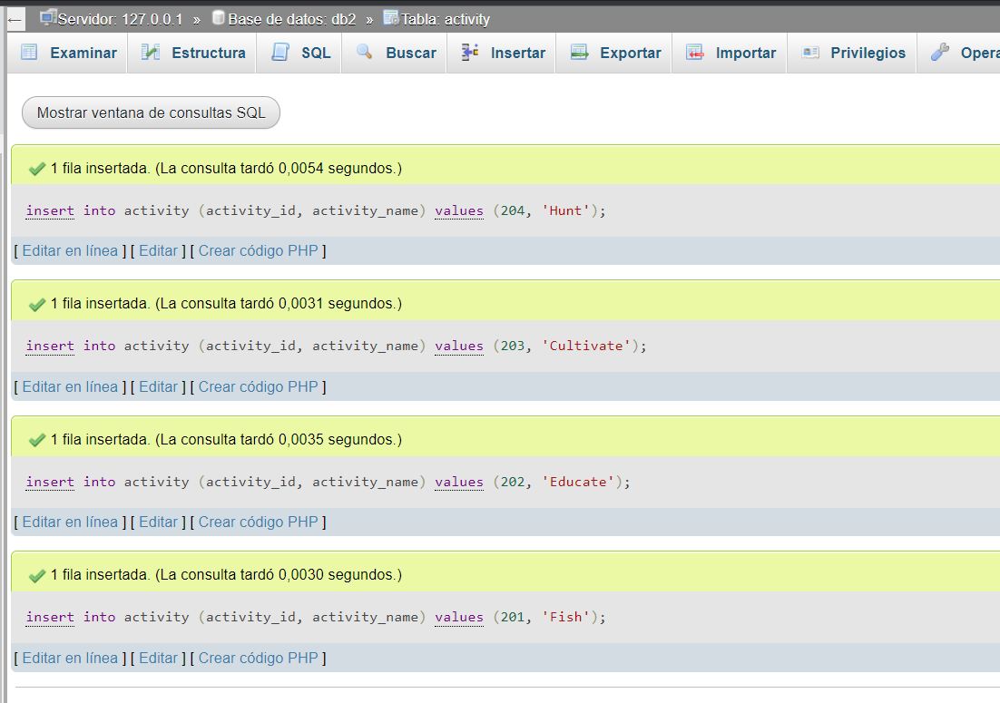 Servidor: 127.0.0.1 » Base de datos: db2 » Tabla: activity
Examinar Estructura SQL Buscar Insertar Exportar Importar Privilegios Opera
Mostrar ventana de consultas SQL
1 fila insertada. (La consulta tardó 0,0054 segundos.)
insert into activity (activity_id, activity_name) values (204, 'Hunt');
[ Editar en línea ] [ Editar ] [ Crear código PHP ]
1 fila insertada. (La consulta tardó 0,0031 segundos.)
insert into activity (activity_id, activity_name) values (203, 'Cultivate');
[ Editar en línea ] [ Editar ] [ Crear código PHP ]
1 fila insertada. (La consulta tardó 0,0035 segundos.)
insert into activity (activity_id, activity_name) values (202, 'Educate');
[ Editar en línea ] [ Editar ] [ Crear código PHP ]
1 fila insertada. (La consulta tardó 0,0030 segundos.)
insert into activity (activity_id, activity_name) values (201, 'Fish');
[ Editar en línea ] [ Editar ] [ Crear código PHP ]